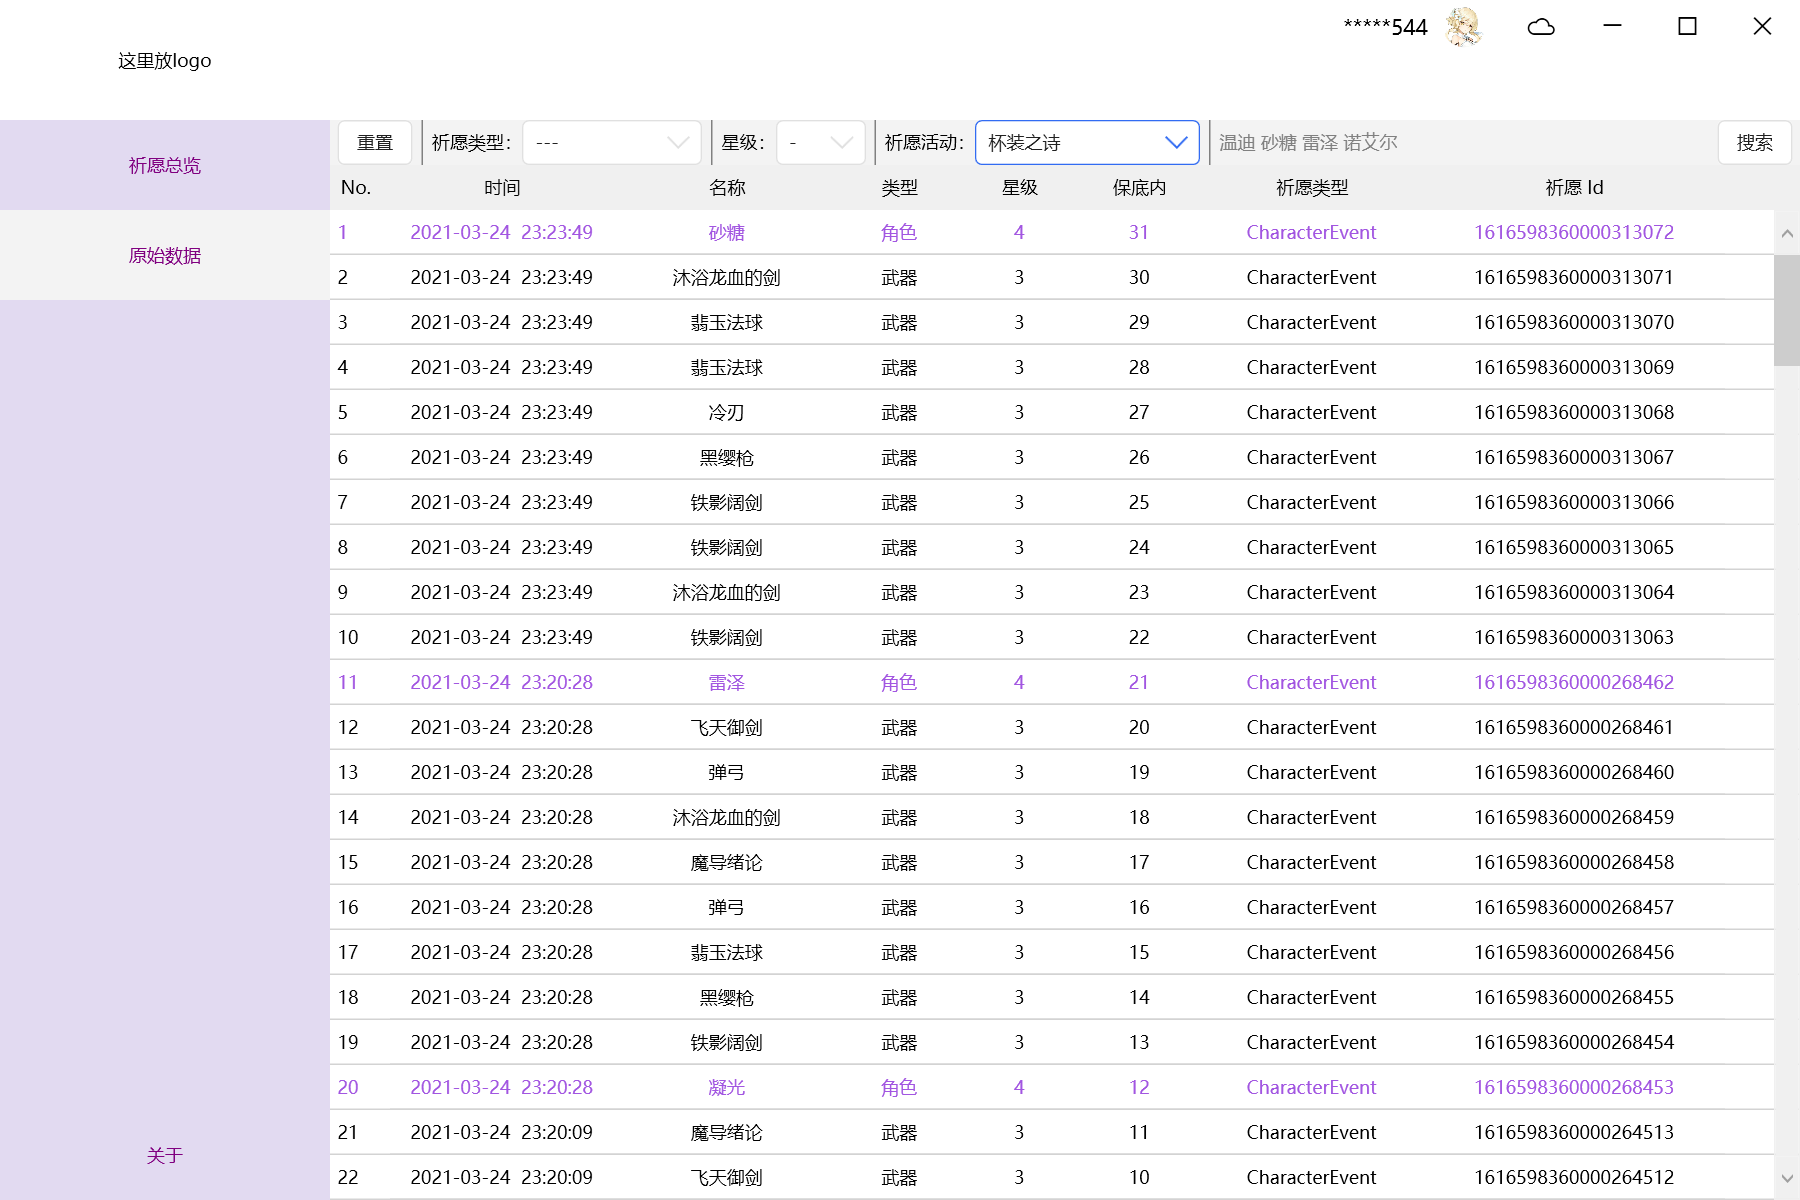 *****544
这里放logo
重置 祈愿类型： --- 星级： - 祈愿活动： 杯装之诗 温迪 砂糖 雷泽 诺艾尔 搜索
祈愿总览
原始数据
关于
No. 时间 名称 类型 星级 保底内 祈愿类型 祈愿 Id
1 2021-03-24 23:23:49 砂糖 角色 4 31 CharacterEvent 1616598360000313072
2 2021-03-24 23:23:49 沐浴龙血的剑 武器 3 30 CharacterEvent 1616598360000313071
3 2021-03-24 23:23:49 翡玉法球 武器 3 29 CharacterEvent 1616598360000313070
4 2021-03-24 23:23:49 翡玉法球 武器 3 28 CharacterEvent 1616598360000313069
5 2021-03-24 23:23:49 冷刃 武器 3 27 CharacterEvent 1616598360000313068
6 2021-03-24 23:23:49 黑缨枪 武器 3 26 CharacterEvent 1616598360000313067
7 2021-03-24 23:23:49 铁影阔剑 武器 3 25 CharacterEvent 1616598360000313066
8 2021-03-24 23:23:49 铁影阔剑 武器 3 24 CharacterEvent 1616598360000313065
9 2021-03-24 23:23:49 沐浴龙血的剑 武器 3 23 CharacterEvent 1616598360000313064
10 2021-03-24 23:23:49 铁影阔剑 武器 3 22 CharacterEvent 1616598360000313063
11 2021-03-24 23:20:28 雷泽 角色 4 21 CharacterEvent 1616598360000268462
12 2021-03-24 23:20:28 飞天御剑 武器 3 20 CharacterEvent 1616598360000268461
13 2021-03-24 23:20:28 弹弓 武器 3 19 CharacterEvent 1616598360000268460
14 2021-03-24 23:20:28 沐浴龙血的剑 武器 3 18 CharacterEvent 1616598360000268459
15 2021-03-24 23:20:28 魔导绪论 武器 3 17 CharacterEvent 1616598360000268458
16 2021-03-24 23:20:28 弹弓 武器 3 16 CharacterEvent 1616598360000268457
17 2021-03-24 23:20:28 翡玉法球 武器 3 15 CharacterEvent 1616598360000268456
18 2021-03-24 23:20:28 黑缨枪 武器 3 14 CharacterEvent 1616598360000268455
19 2021-03-24 23:20:28 铁影阔剑 武器 3 13 CharacterEvent 1616598360000268454
20 2021-03-24 23:20:28 凝光 角色 4 12 CharacterEvent 1616598360000268453
21 2021-03-24 23:20:09 魔导绪论 武器 3 11 CharacterEvent 1616598360000264513
22 2021-03-24 23:20:09 飞天御剑 武器 3 10 CharacterEvent 1616598360000264512